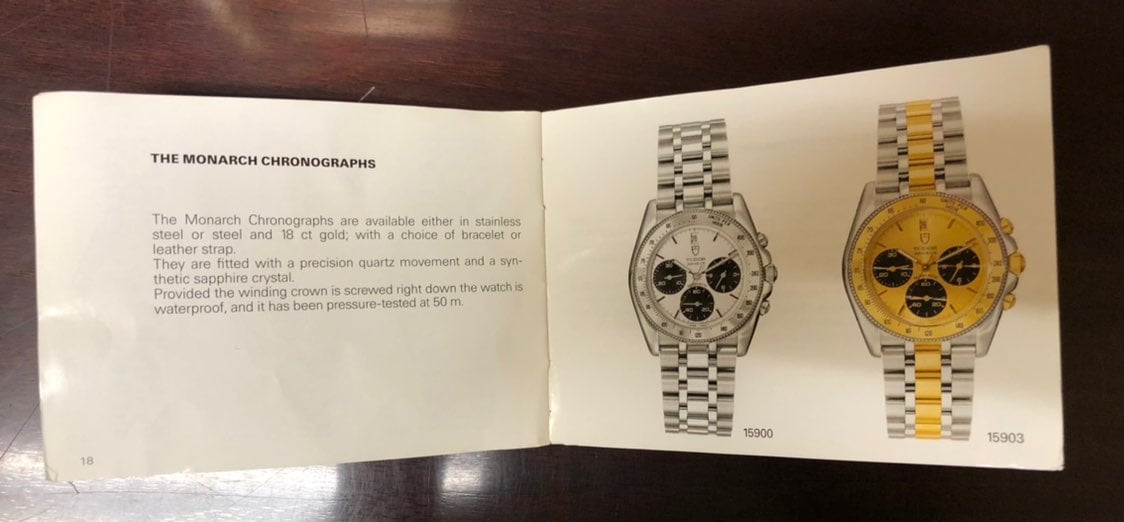 THE MONARCH CHRONOGRAPHS
The Monarch Chronographs are available either in stainless
steel or steel and 18 ct gold; with a choice of bracelet or
leather strap.
They are fitted with a precision quartz movement and a syn-
thetic sapphire crystal.
Provided the winding crown is screwed right down the watch is
waterproof, and it has been pressure-tested at 50 m.
18
TUDOR
15900
TUDOR
15903